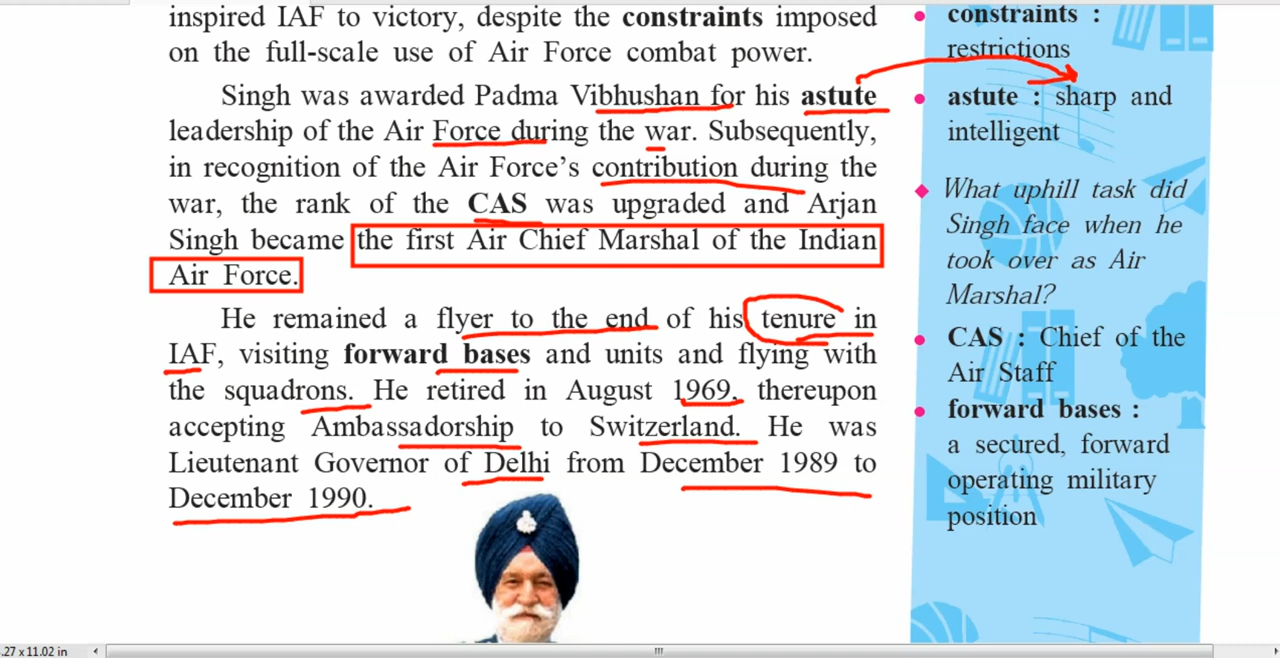 inspired IAF to victory, despite the constraints imposed
on the full-scale use of Air Force combat power.
Singh was awarded Padma Vibhushan for his astute
leadership of the Air Force during the war. Subsequently,
in recognition of the Air Force's contribution during the
war, the rank of the CAS was upgraded and Arjan
Singh became the first Air Chief Marshal of the Indian
Air Force.
He remained a flyer to the end of his tenure in
IAF, visiting forward bases and units and flying with
the squadrons. He retired in August 1969, thereupon
accepting Ambassadorship to Switzerland. He was
Lieutenant Governor of Delhi from December 1989 to
December 1990.
constraints :
restrictions
astute : sharp and
intelligent
What uphill task did
Singh face when he
took over as Air
Marshal?
CAS : Chief of the
Air Staff
forward bases :
a secured, forward
operating military
position
.27 x 11.02 in